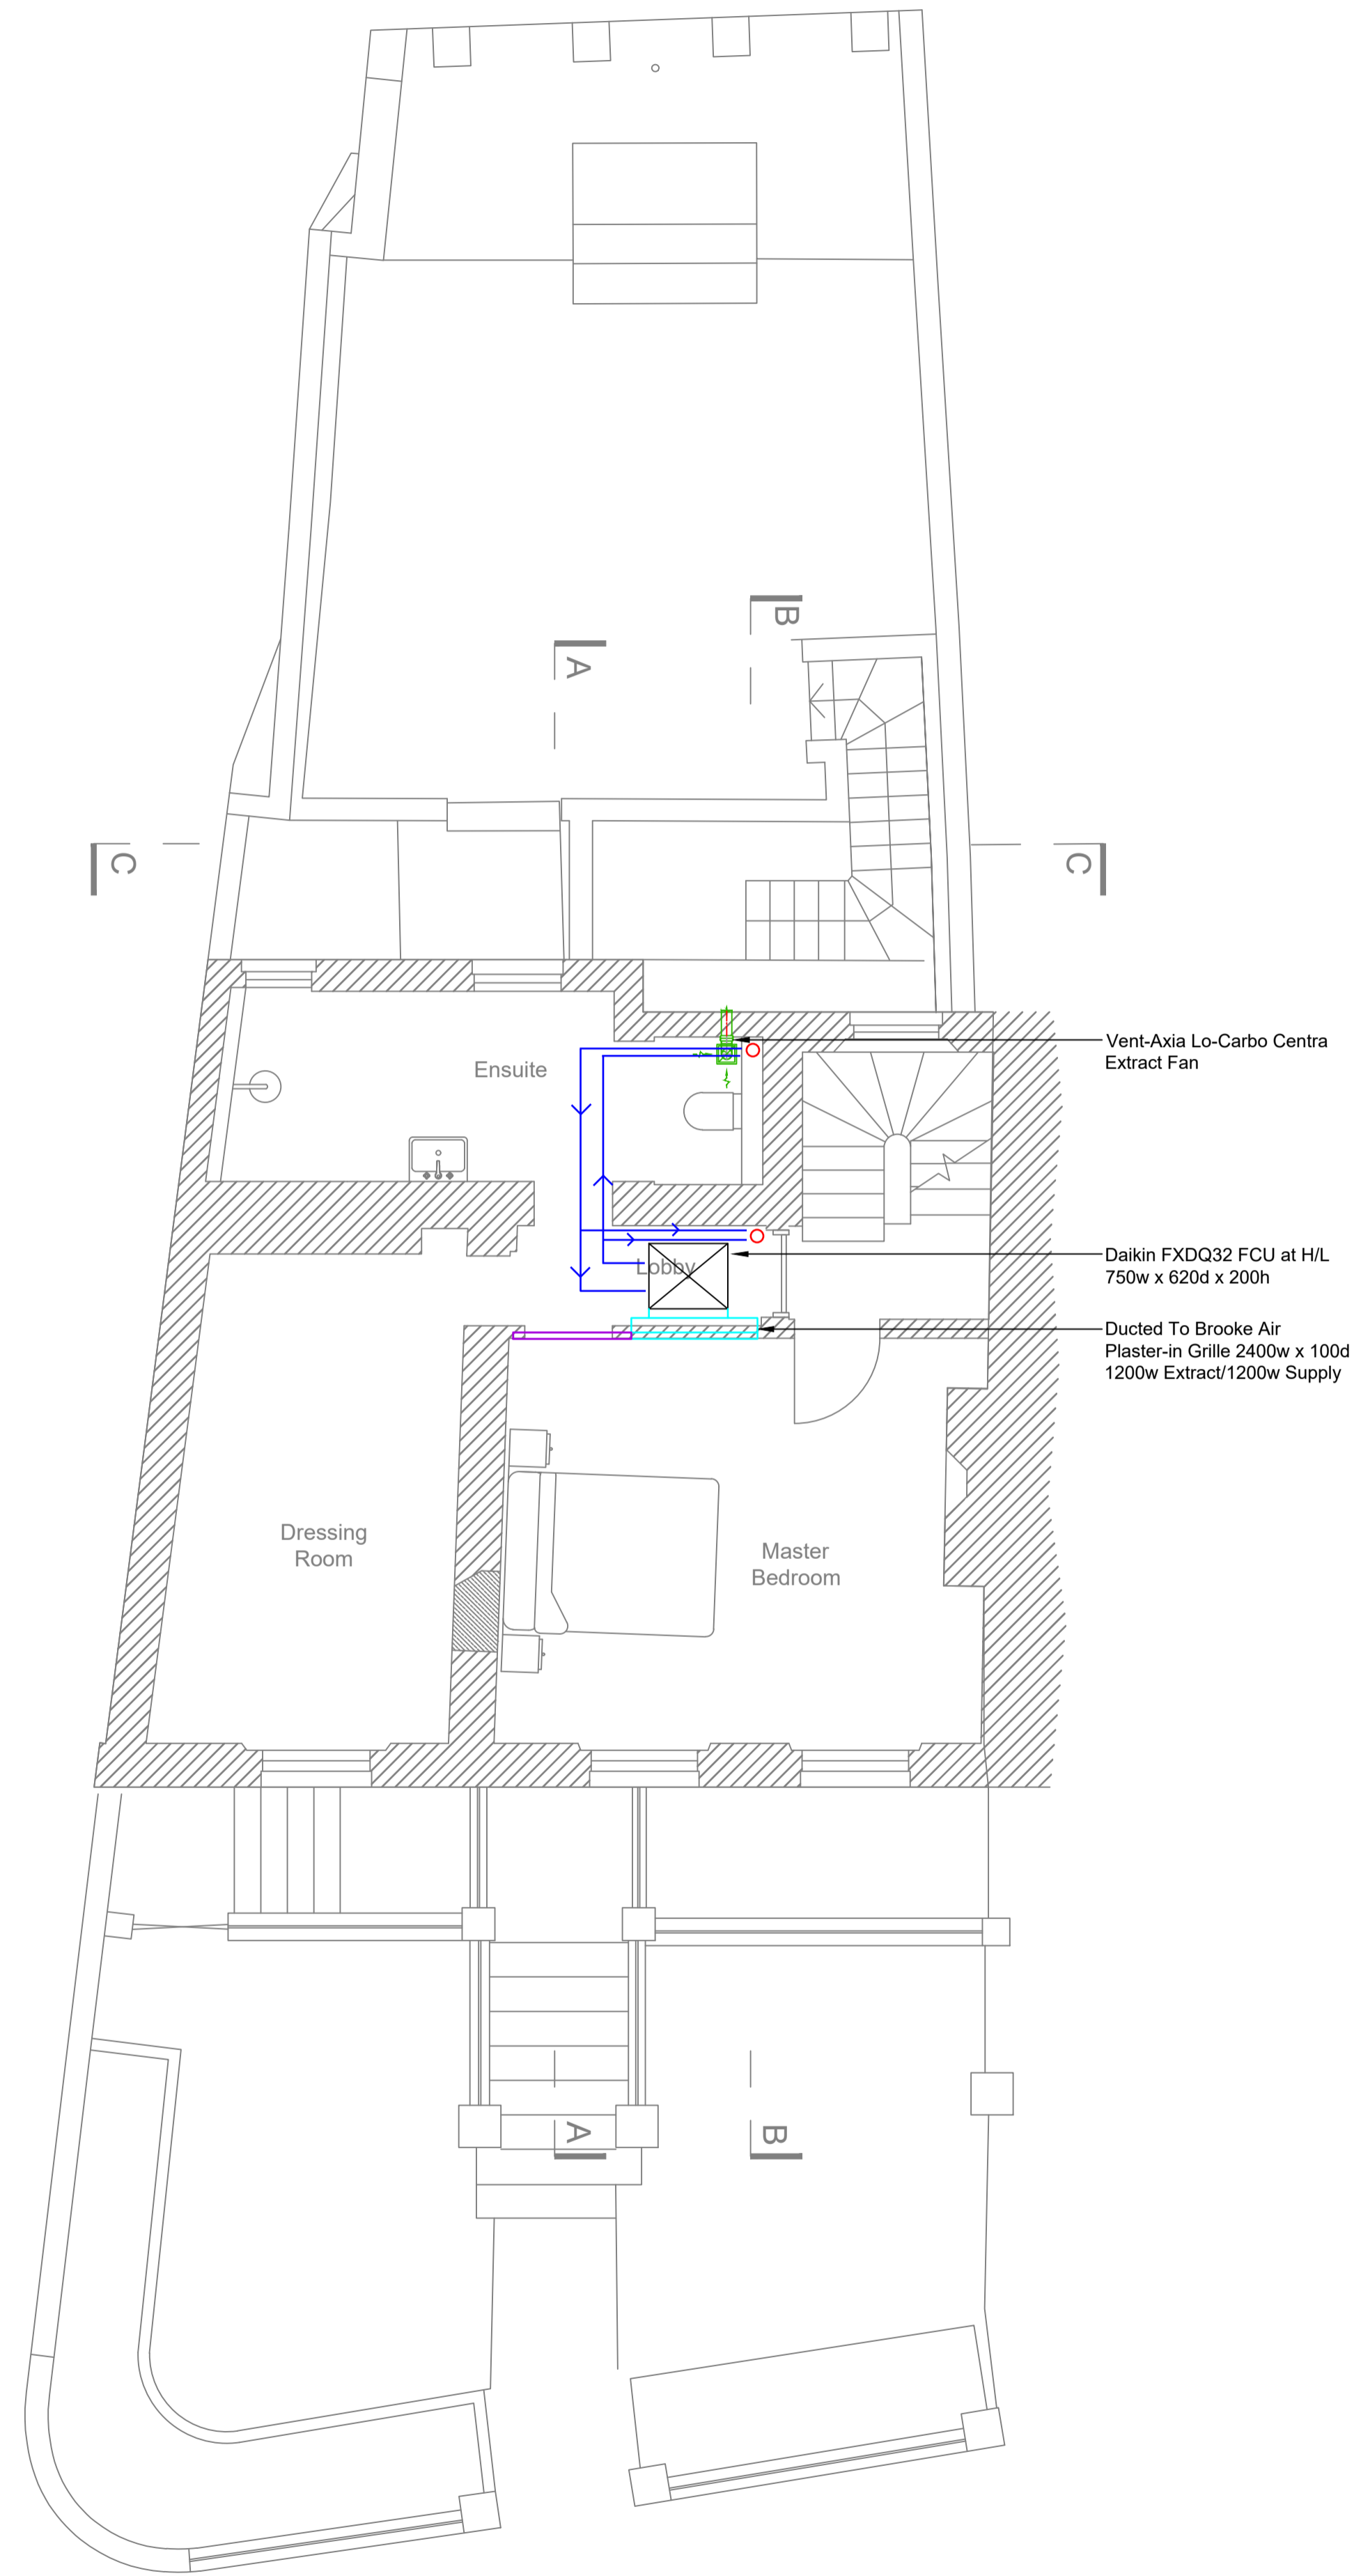 B
A
C
C
Vent-Axia Lo-Carbo Centra
Extract Fan
Ensuite
Daikin FXDQ32 FCU at H/L
750w x 620d x 200h
Lobby
Ducted To Brooke Air
Plaster-in Grille 2400w x 100d
1200w Extract/1200w Supply
Dressing
Room
Master
Bedroom
A
B